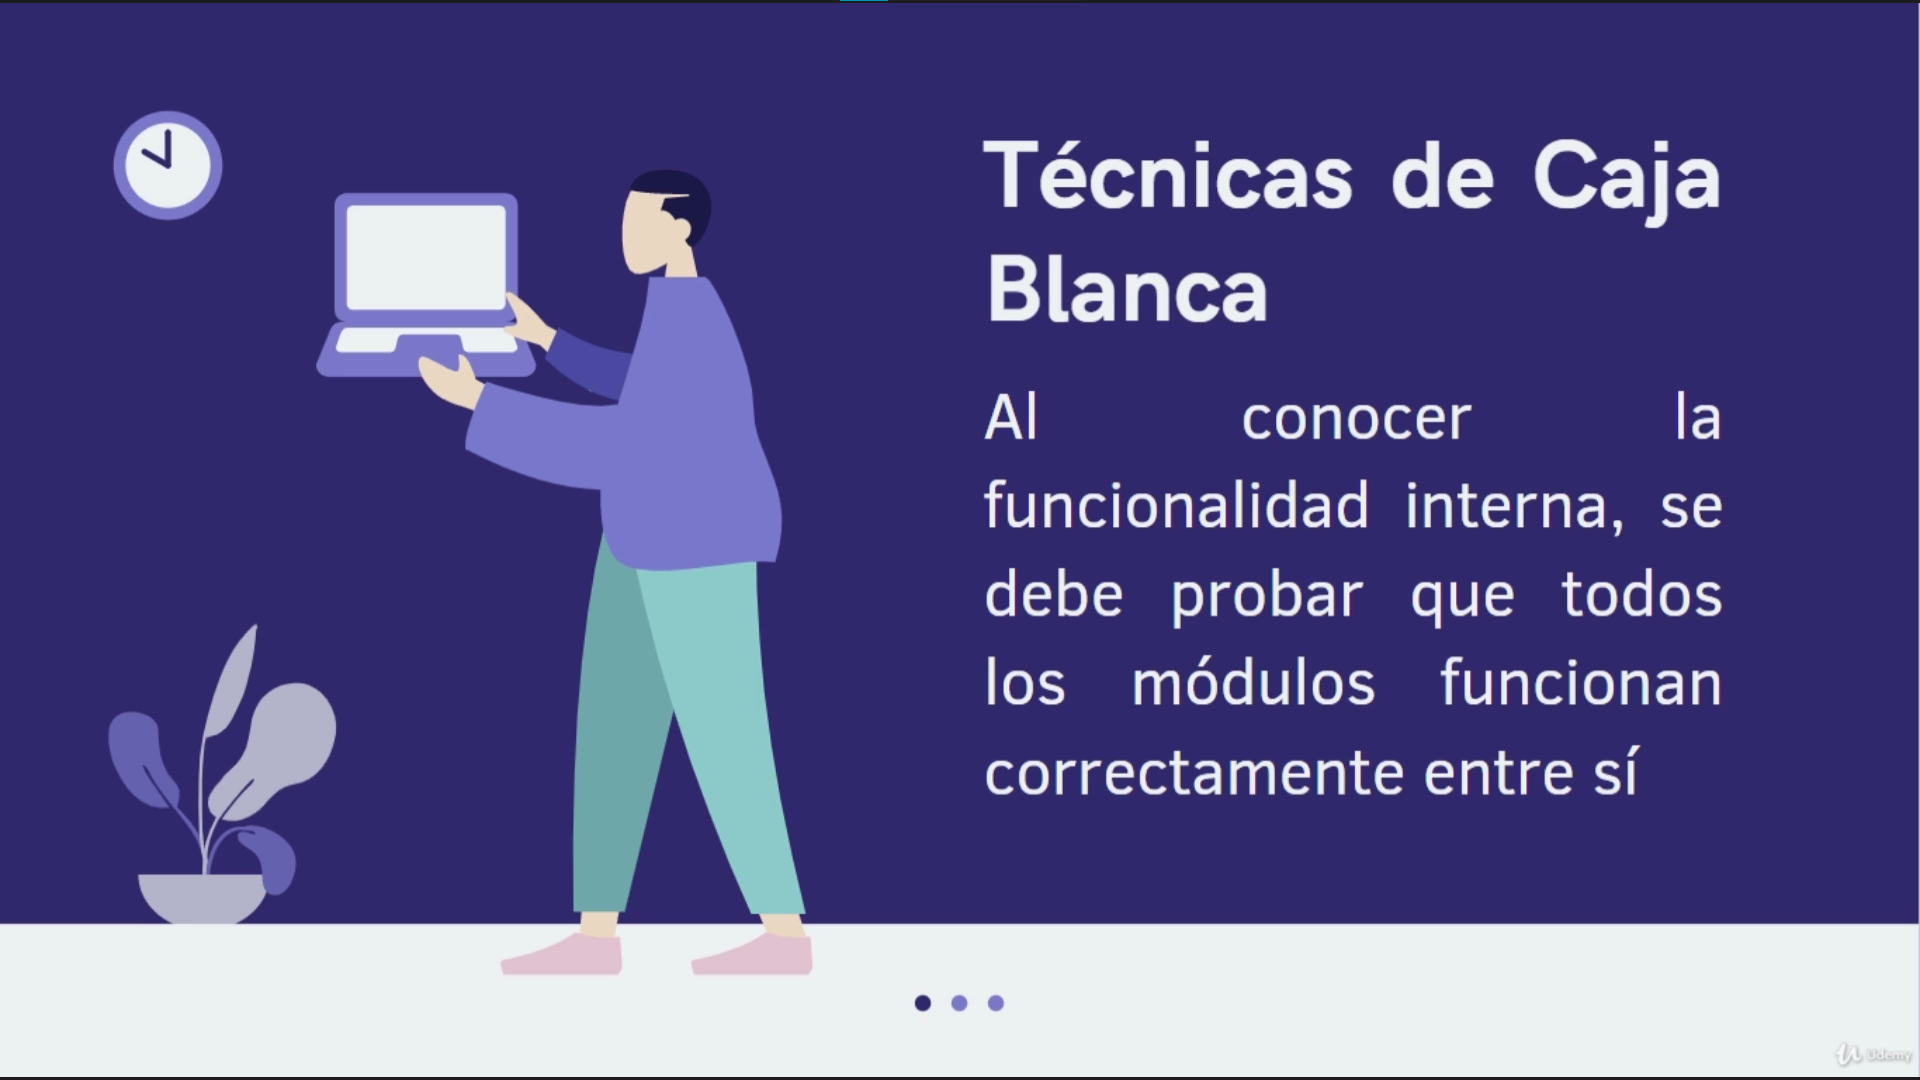 Técnicas de Caja
Blanca
Al conocer la
funcionalidad interna, se
debe probar que todos
los módulos funcionan
correctamente entre sí
Udemy